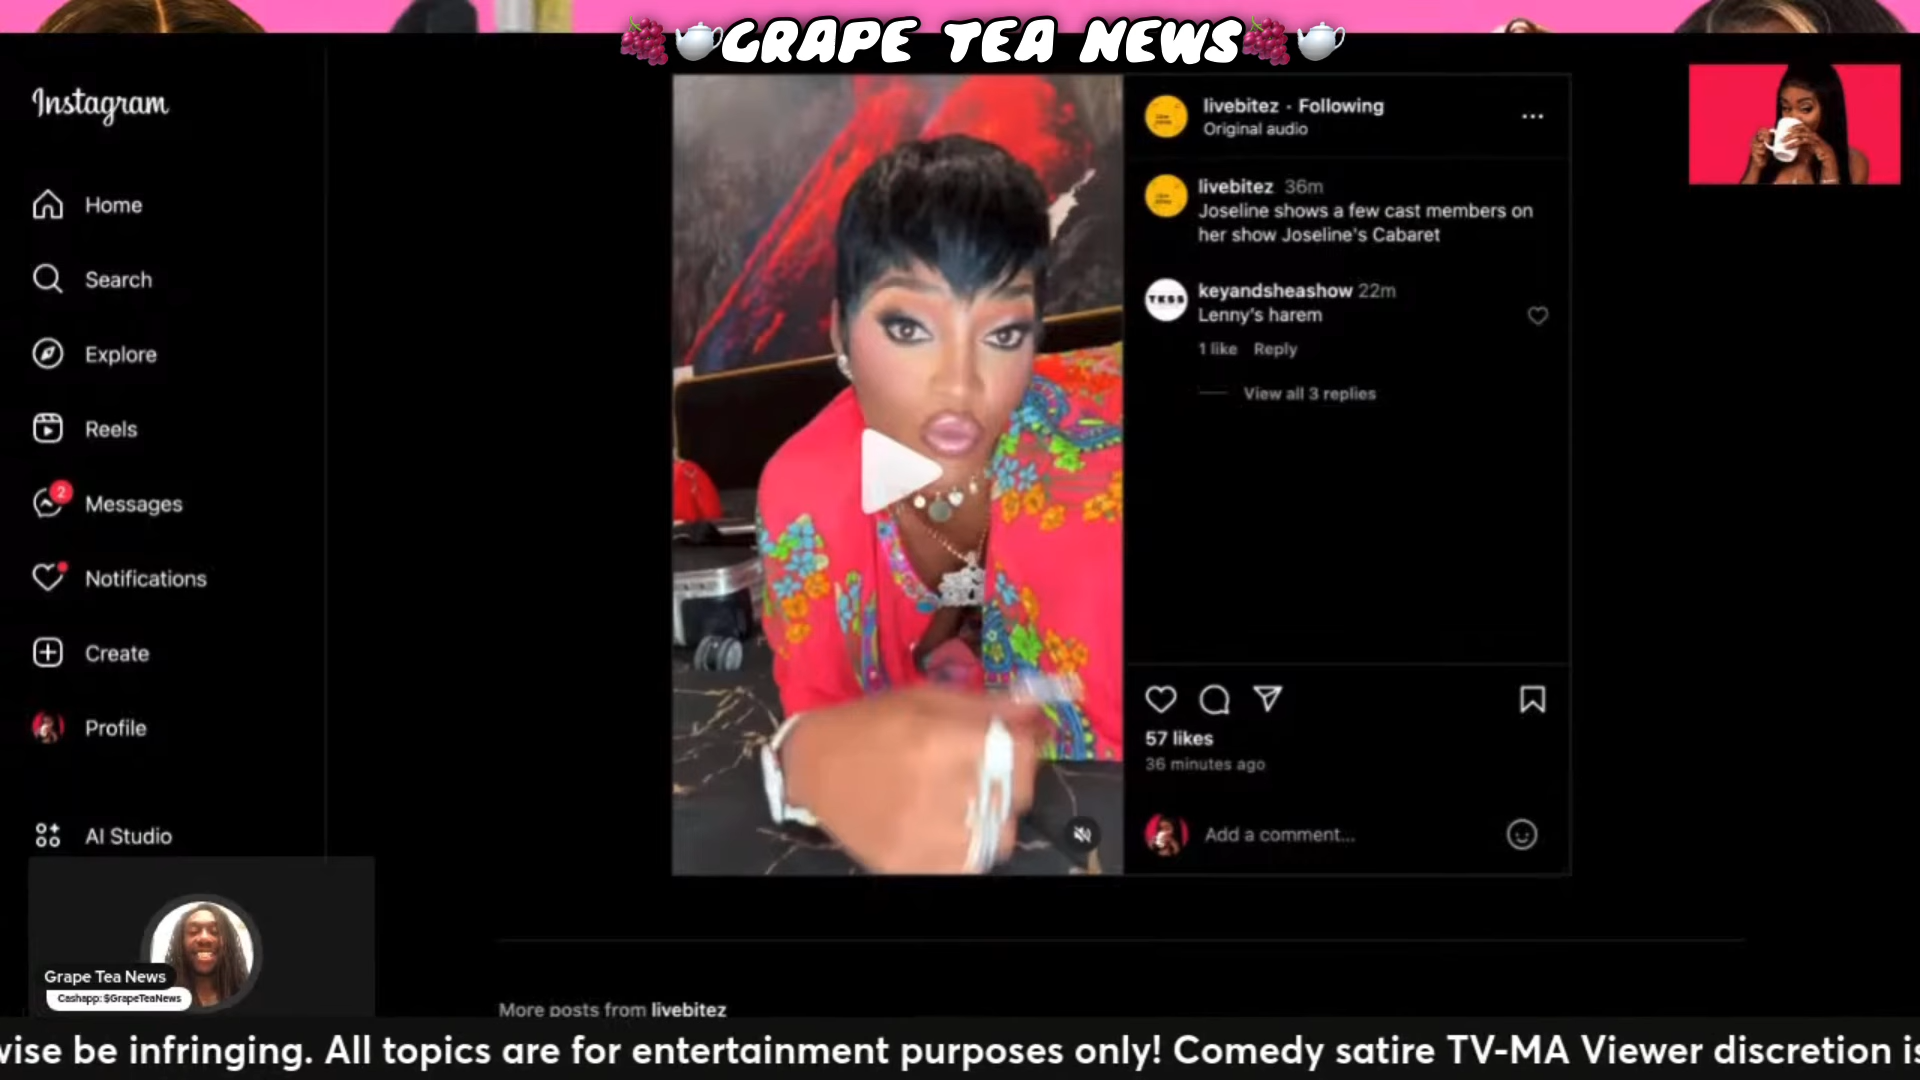 GRAPE TEA NEWS
Instagram
Home
Search
Explore
Reels
2
Messages
Notifications
Create
Profile
AI Studio
livebitez • Following
Original audio
livebitez 36m
Joseline shows a few cast members on
her show Joseline's Cabaret
TKSS
keyandsheashow 22m
Lenny's harem
1 like Reply
View all 3 replies
57 likes
36 minutes ago
Add a comment...
Grape Tea News
Cashapp: $GrapeTeaNews
More posts from livebitez
wise be infringing. All topics are for entertainment purposes only! Comedy satire TV-MA Viewer discretion is